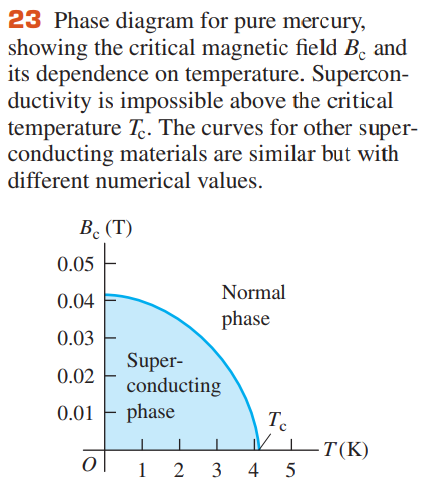 23 Phase diagram for pure mercury,
showing the critical magnetic field Bc and
its dependence on temperature. Supercon-
ductivity is impossible above the critical
temperature Tc. The curves for other super-
conducting materials are similar but with
different numerical values.
Bc (T)
0.05
0.04
0.03
0.02
0.01
Normal
phase
Super-
conducting
phase
Tc
T (K)
O 1 2 3 4 5